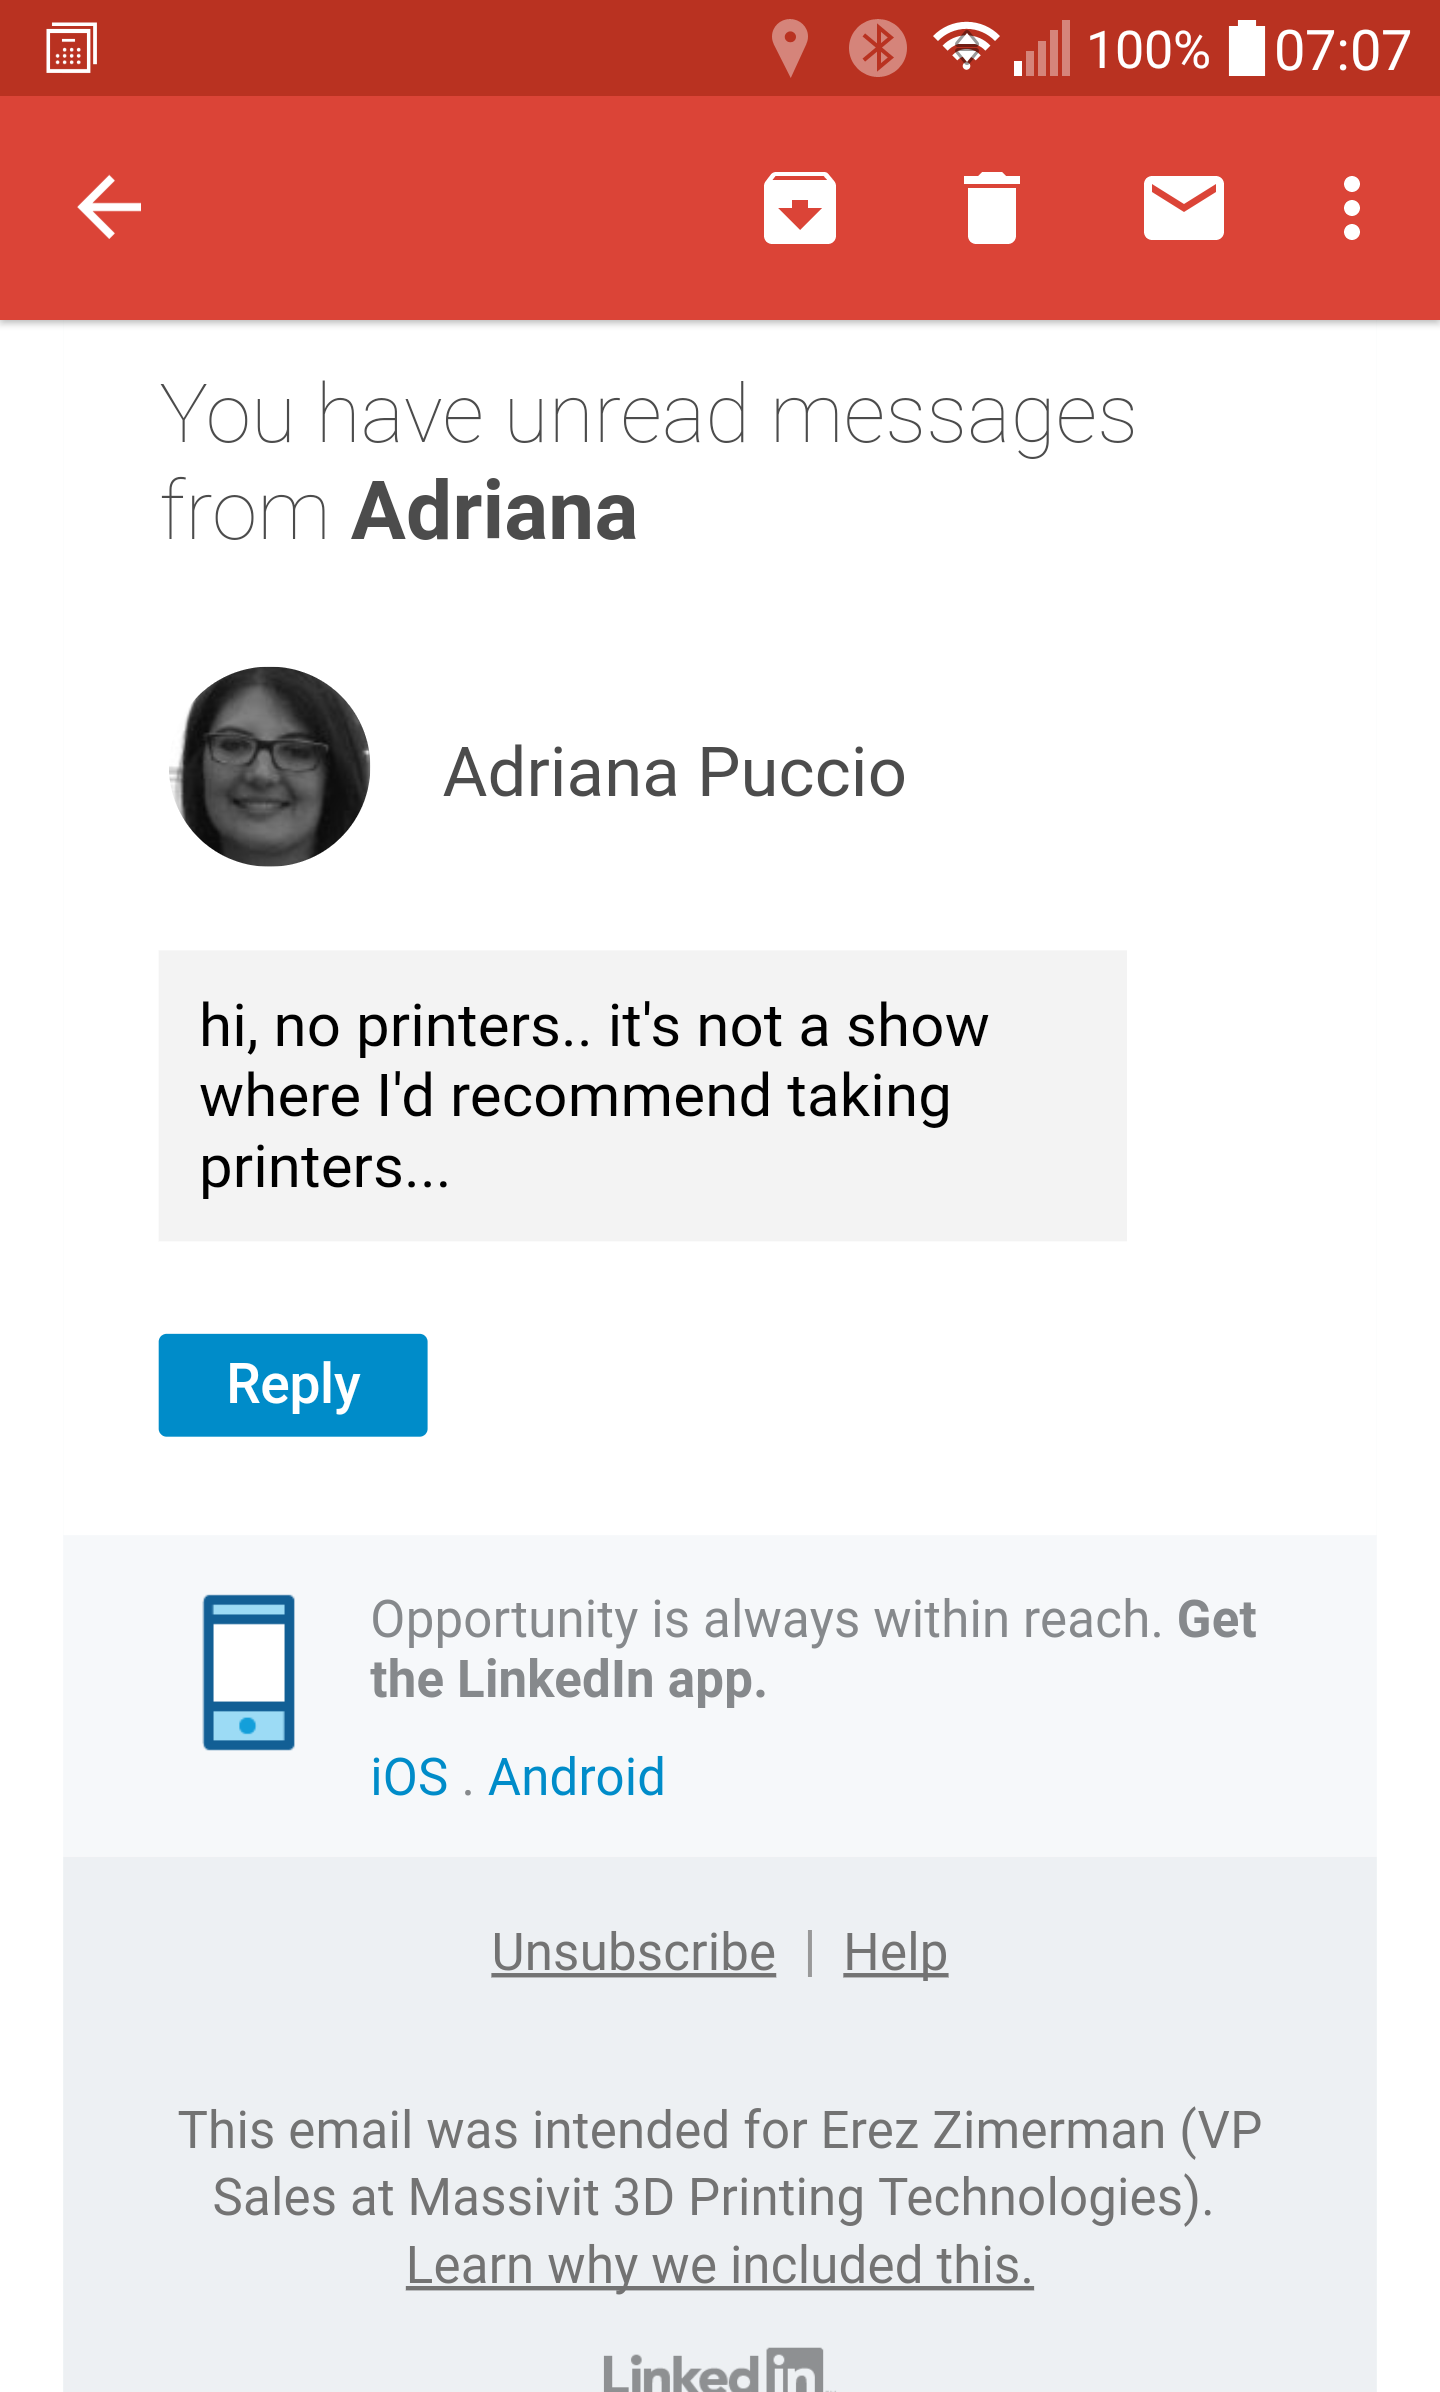 100% 07:07
You have unread messages
from Adriana
Adriana Puccio
hi, no printers.. it's not a show
where I'd recommend taking
printers...
Reply
Opportunity is always within reach. Get
the LinkedIn app.
iOS . Android
Unsubscribe | Help
This email was intended for Erez Zimerman (VP
Sales at Massivit 3D Printing Technologies).
Learn why we included this.
Linkedin